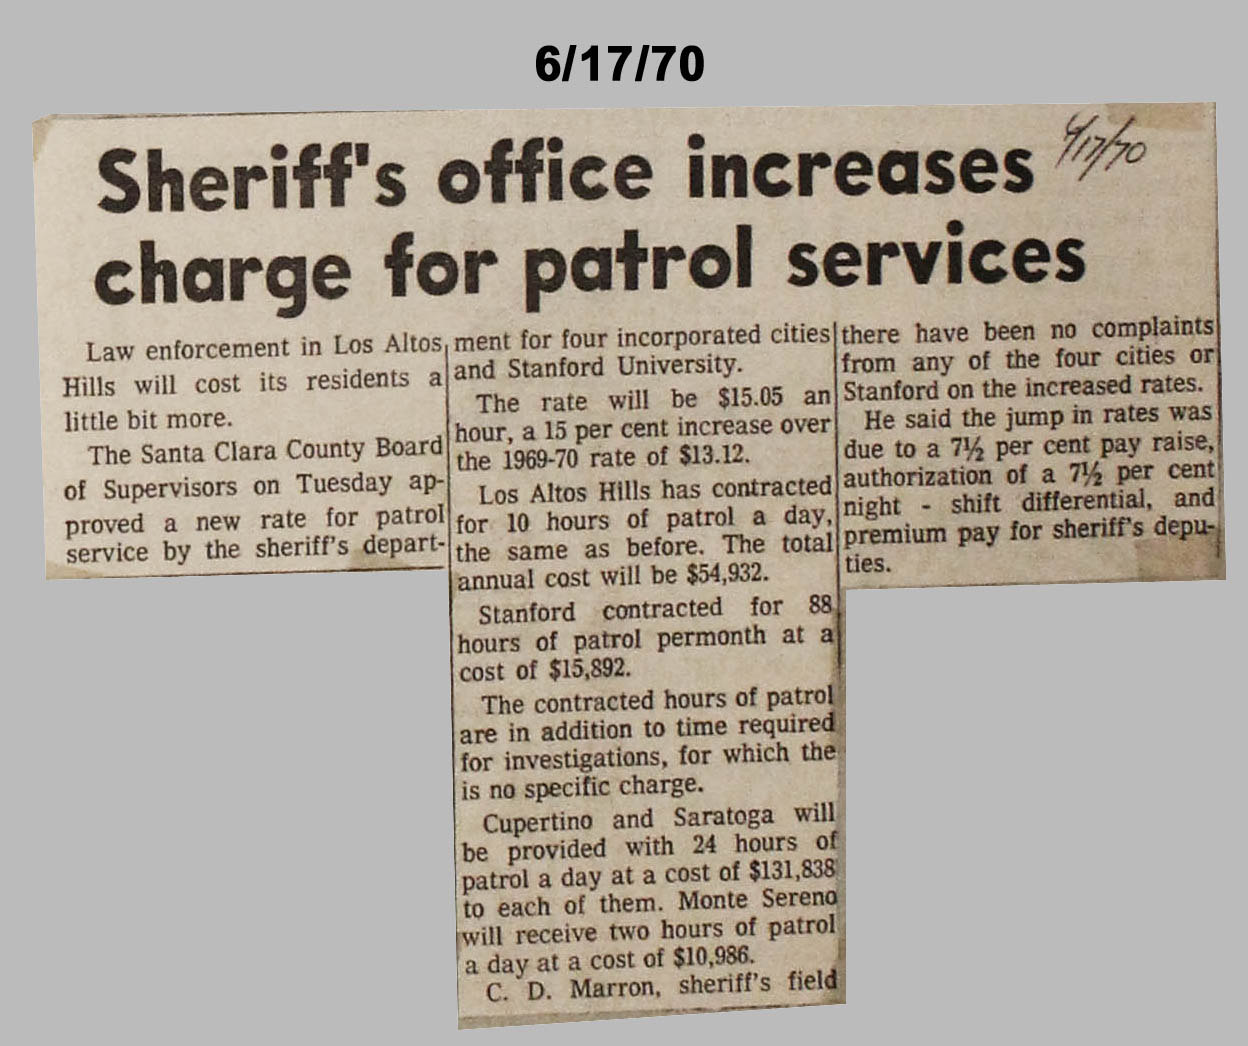 6/17/70
Sheriff's office increases
charge for patrol services
6/17/70
Law enforcement in Los Altos
Hills will cost its residents a
little bit more.
The Santa Clara County Board
of Supervisors on Tuesday ap-
proved a new rate for patrol
service by the sheriff's depart-
ment for four incorporated cities
and Stanford University.
The rate will be $15.05 an
hour, a 15 per cent increase over
the 1969-70 rate of $13.12.
Los Altos Hills has contracted
for 10 hours of patrol a day,
the same as before. The total
annual cost will be $54,932.
Stanford contracted for 88
hours of patrol permonth at a
cost of $15,892.
The contracted hours of patrol
are in addition to time required
for investigations, for which the
is no specific charge.
Cupertino and Saratoga will
be provided with 24 hours of
patrol a day at a cost of $131,838
to each of them. Monte Sereno
will receive two hours of patrol
a day at a cost of $10,986.
C. D. Marron, sheriff's field
there have been no complaints
from any of the four cities or
Stanford on the increased rates.
He said the jump in rates was
due to a 7½ per cent pay raise,
authorization of a 7½ per cent
night - shift differential, and
premium pay for sheriff's depu-
ties.